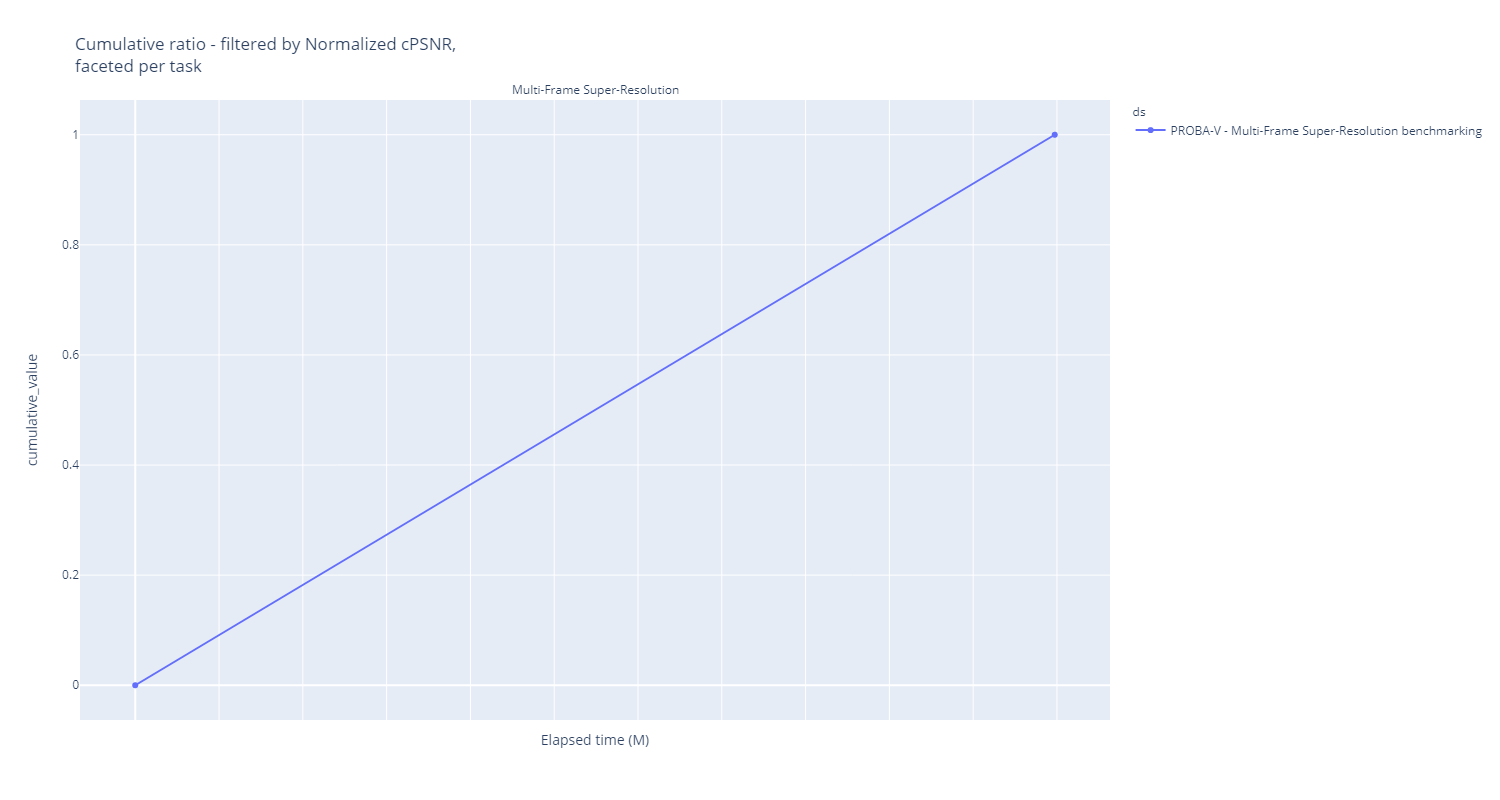 Cumulative ratio - filtered by Normalized cPSNR,
faceted per task
Multi-Frame Super-Resolution
ds
PROBA-V - Multi-Frame Super-Resolution benchmarking
1
0.8
0.6
0.4
0.2
0
cumulative_value
Elapsed time (M)